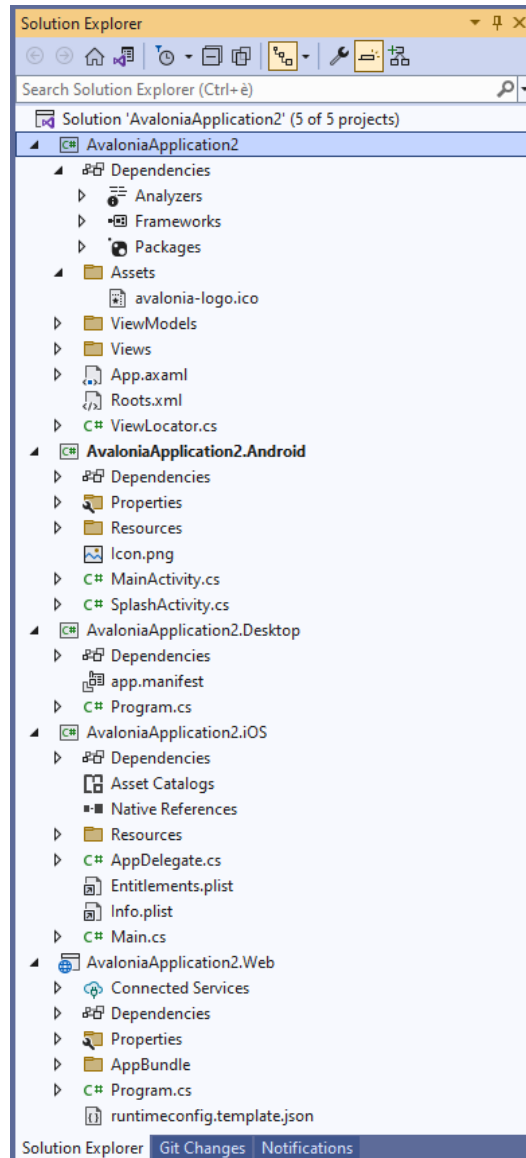 Solution Explorer
Search Solution Explorer (Ctrl+è)
Solution 'AvaloniaApplication2' (5 of 5 projects)
C# AvaloniaApplication2
Dependencies
Analyzers
Frameworks
Packages
Assets
avalonia-logo.ico
ViewModels
Views
App.axaml
Roots.xml
C# ViewLocator.cs
C# AvaloniaApplication2.Android
Dependencies
Properties
Resources
Icon.png
C# MainActivity.cs
C# SplashActivity.cs
C# AvaloniaApplication2.Desktop
Dependencies
app.manifest
C# Program.cs
C# AvaloniaApplication2.iOS
Dependencies
Asset Catalogs
Native References
Resources
C# AppDelegate.cs
Entitlements.plist
Info.plist
C# Main.cs
AvaloniaApplication2.Web
Connected Services
Dependencies
Properties
AppBundle
C# Program.cs
runtimeconfig.template.json
Solution Explorer Git Changes Notifications